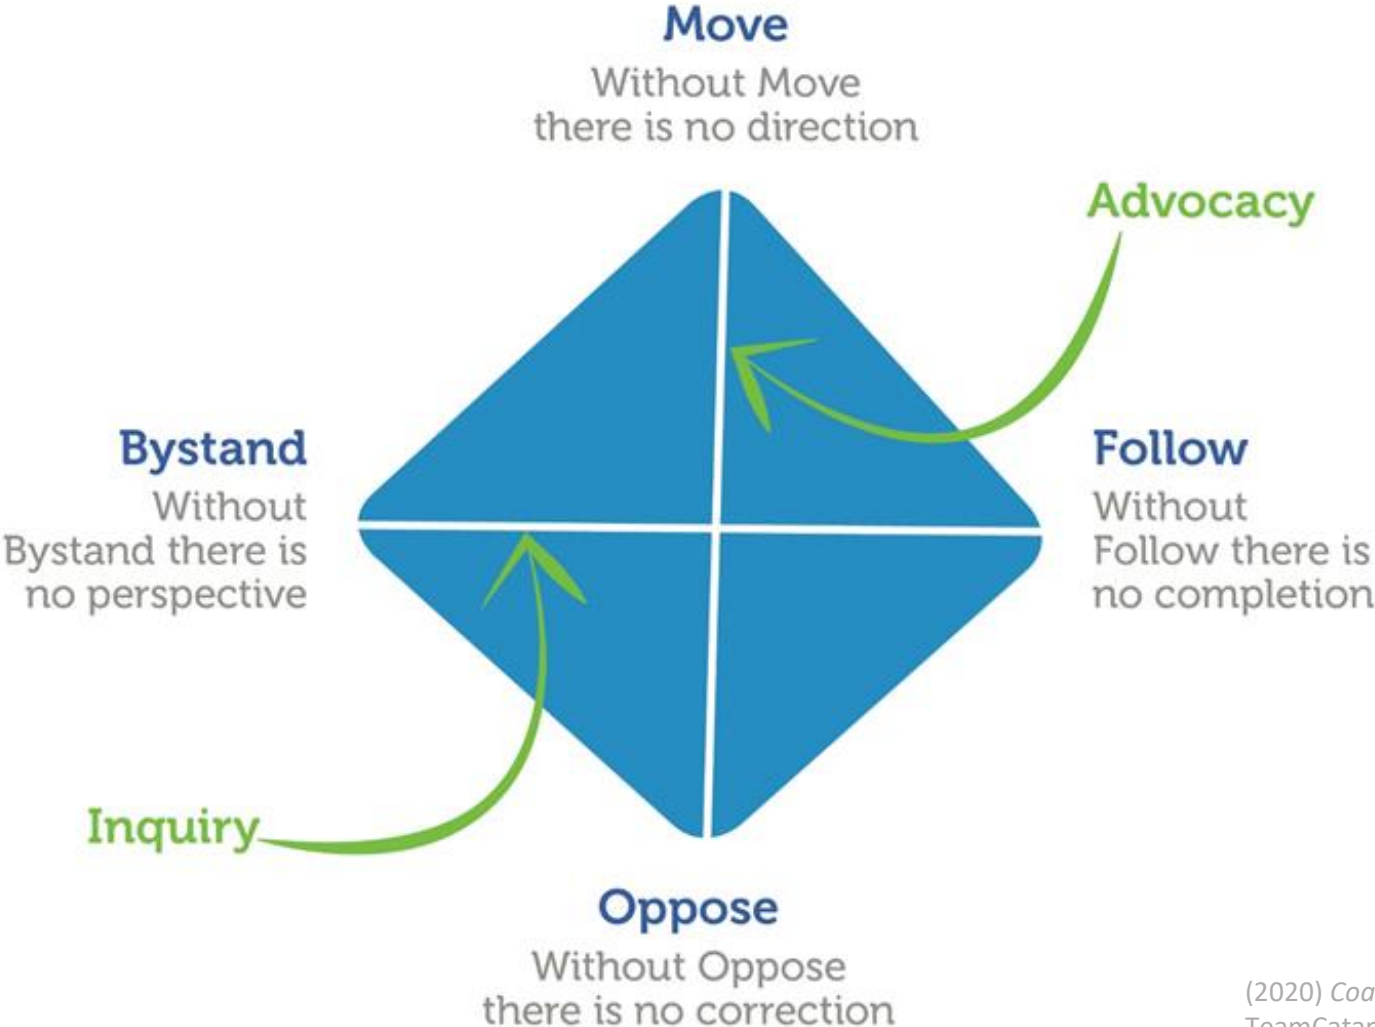 Move
Without Move
there is no direction
Advocacy
Bystand
Without
Bystand there is
no perspective
Follow
Without
Follow there is
no completion
Inquiry
Oppose
Without Oppose
there is no correction
(2020)